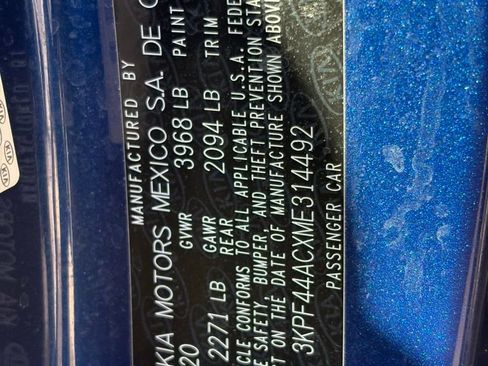 MANUFACTURED BY
KIA MOTORS MEXICO S.A. DE C
20 GVWR 3968 LB PAINT
2271 LB GAWR REAR 2094 LB TRIM
CLE CONFORMS TO ALL APPLICABLE U.S.A. FEDE
E SAFETY, BUMPER, AND THEFT PREVENTION STA
T ON THE DATE OF MANUFACTURE SHOWN ABOVE
3KPF44ACXME314492
PASSENGER CAR
KIA